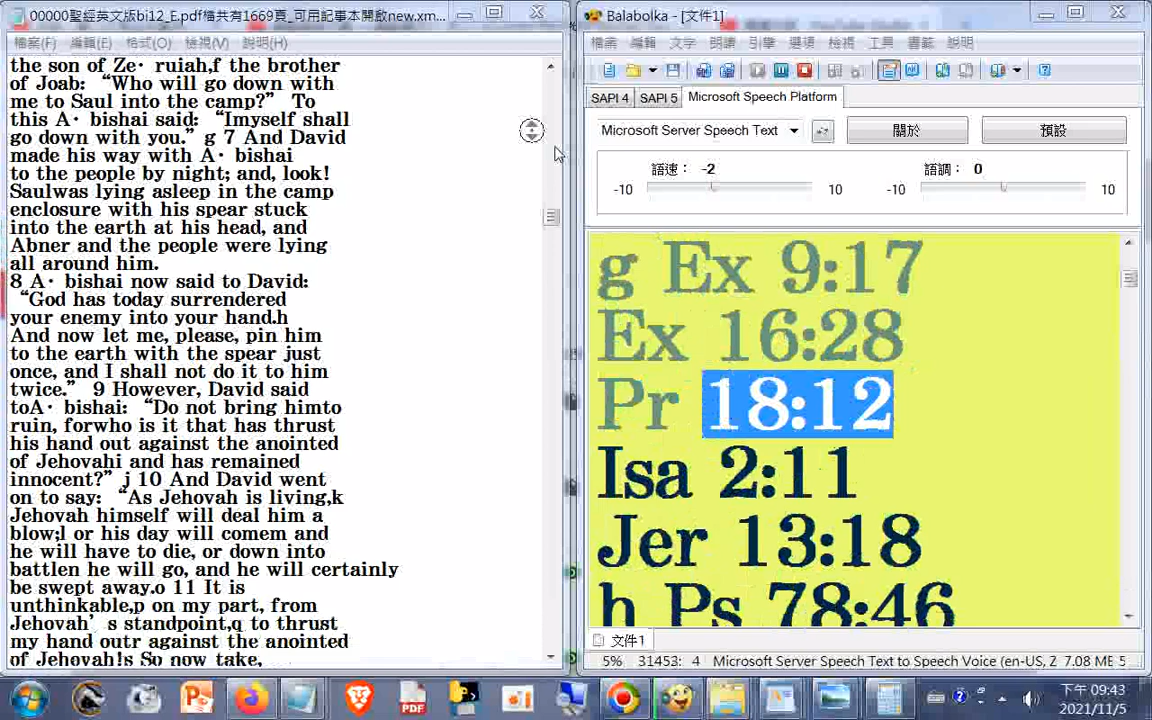 00000聖經英文版bi12_E.pdf檔共有1669頁_可用記事本開啟new.xm...
檔案(F) 編輯(E) 格式(O) 檢視(V) 說明(H)
the son of Ze· ruiah,f the brother
of Joab: “Who will go down with
me to Saul into the camp?” To
this A· bishai said: “Imyself shall
go down with you.” g 7 And David
made his way with A· bishai
to the people by night; and, look!
Saulwas lying asleep in the camp
enclosure with his spear stuck
into the earth at his head, and
Abner and the people were lying
all around him.
8 A· bishai now said to David:
“God has today surrendered
your enemy into your hand.h
And now let me, please, pin him
to the earth with the spear just
once, and I shall not do it to him
twice.” 9 However, David said
toA· bishai: “Do not bring himto
ruin, forwho is it that has thrust
his hand out against the anointed
of Jehovahi and has remained
innocent?” j 10 And David went
on to say: “As Jehovah is living,k
Jehovah himself will deal him a
blow;l or his day will comem and
he will have to die, or down into
battlen he will go, and he will certainly
be swept away.o 11 It is
unthinkable,p on my part, from
Jehovah’s standpoint,q to thrust
my hand outr against the anointed
of Jehovah!s So now take,
Balabolka - [文件1]
檔案 編輯 文字 朗讀 引擎 選項 檢視 工具 書籤 說明
SAPI 4 SAPI 5 Microsoft Speech Platform
Microsoft Server Speech Text 關於 預設
語速： -2 語調： 0
-10 10 -10 10
g Ex 9:17
Ex 16:28
Pr 18:12
Isa 2:11
Jer 13:18
h Ps 78:46
文件1
5% 31453: 4 Microsoft Server Speech Text to Speech Voice (en-US, 2 7.08 MB 5
PDF
下午 09:43
2021/11/5